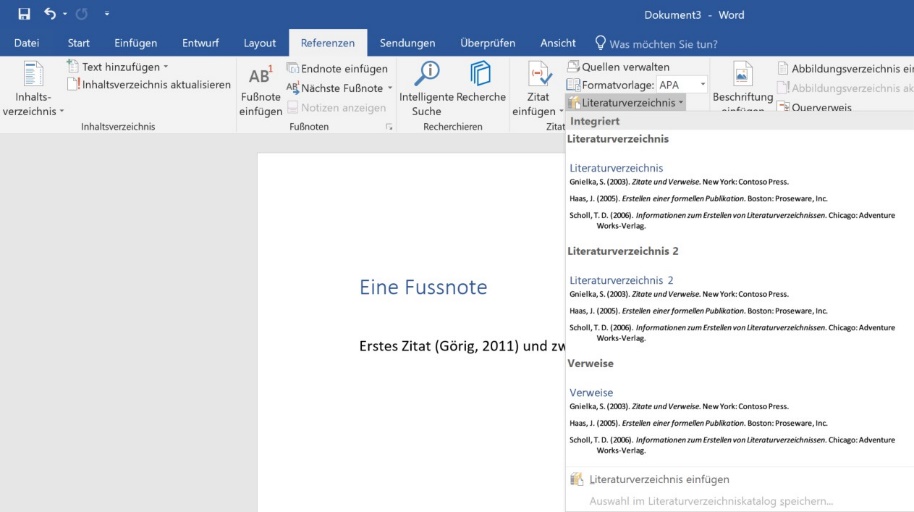 Dokument3 - Word
Datei Start Einfügen Entwurf Layout Referenzen Sendungen Überprüfen Ansicht Was möchten Sie tun?
Inhalts-
verzeichnis
Text hinzufügen
Inhaltsverzeichnis aktualisieren
Inhaltsverzeichnis
AB¹
Fußnote
einfügen
Endnote einfügen
Nächste Fußnote
Notizen anzeigen
Fußnoten
Intelligente
Suche
Recherche
Recherchieren
Zitat
einfügen
Quellen verwalten
Formatvorlage: APA
Literaturverzeichnis
Zitat
Beschriftung
einfügen
Abbildungsverzeichnis ei
Abbildungsverzeichnis ak
Querverweis
Integriert
Literaturverzeichnis
Literaturverzeichnis
Gnielka, S. (2003). Zitate und Verweise. New York: Contoso Press.
Haas, J. (2005). Erstellen einer formellen Publikation. Boston: Proseware, Inc.
Scholl, T. D. (2006). Informationen zum Erstellen von Literaturverzeichnissen. Chicago: Adventure
Works-Verlag.
Literaturverzeichnis 2
Literaturverzeichnis 2
Gnielka, S. (2003). Zitate und Verweise. New York: Contoso Press.
Haas, J. (2005). Erstellen einer formellen Publikation. Boston: Proseware, Inc.
Scholl, T. D. (2006). Informationen zum Erstellen von Literaturverzeichnissen. Chicago: Adventure
Works-Verlag.
Verweise
Verweise
Gnielka, S. (2003). Zitate und Verweise. New York: Contoso Press.
Haas, J. (2005). Erstellen einer formellen Publikation. Boston: Proseware, Inc.
Scholl, T. D. (2006). Informationen zum Erstellen von Literaturverzeichnissen. Chicago: Adventure
Works-Verlag.
Literaturverzeichnis einfügen
Auswahl im Literaturverzeichniskatalog speichern...
Eine Fussnote
Erstes Zitat (Görig, 2011) und zw